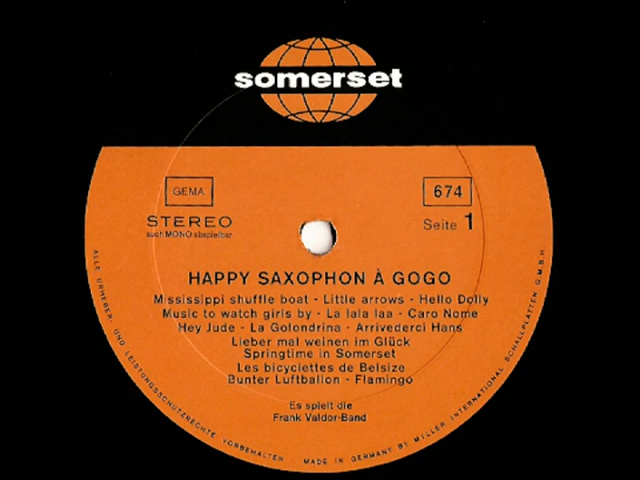 somerset
GEMA
674
STEREO
auch MONO abspielbar
Seite 1
HAPPY SAXOPHON À GOGO
Mississippi shuffle boat - Little arrows - Hello Dolly
Music to watch girls by - La lala laa - Caro Nome
Hey Jude - La Golondrina - Arrivederci Hans
Lieber mal weinen im Glück
Springtime in Somerset
Les bicyclettes de Belsize
Bunter Luftballon - Flamingo
Es spielt die
Frank Valdor-Band
ALLE URHEBER- UND LEISTUNGSSCHUTZRECHTE VORBEHALTEN · MADE IN GERMANY BY MILLER INTERNATIONAL SCHALLPLATTEN G.M.B.H